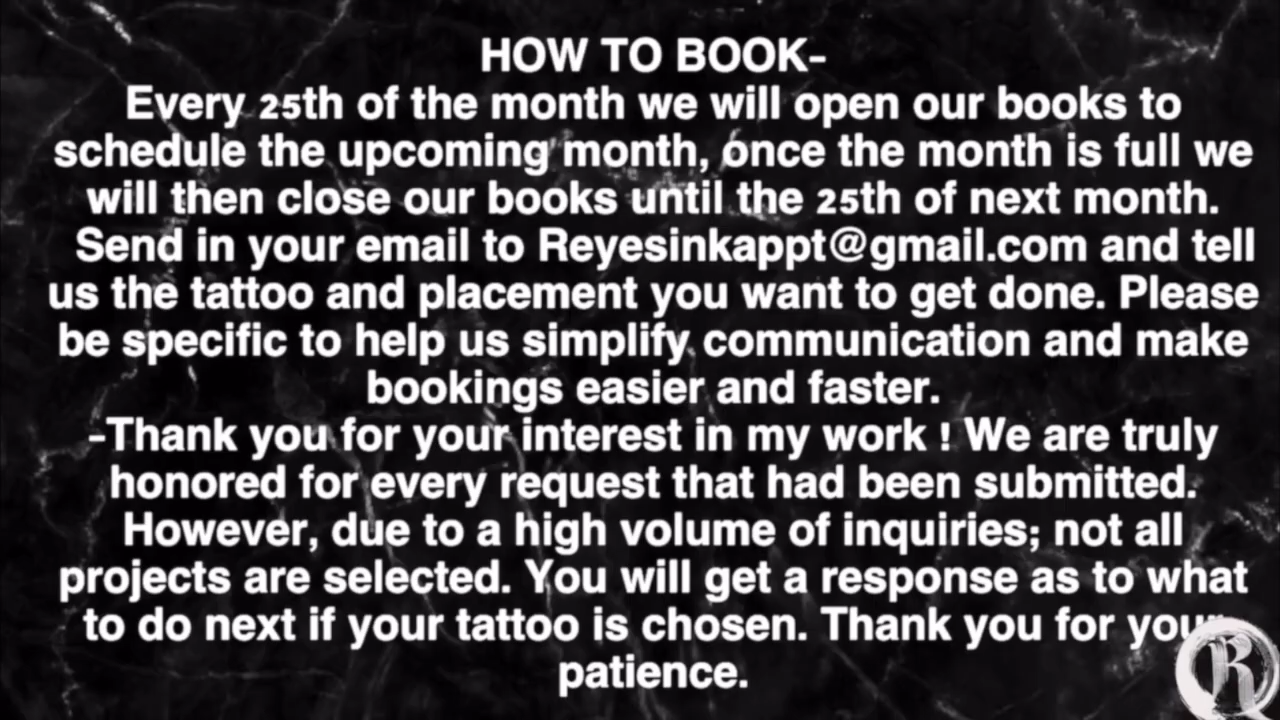 HOW TO BOOK-
Every 25th of the month we will open our books to
schedule the upcoming month, once the month is full we
will then close our books until the 25th of next month.
Send in your email to Reyesinkappt@gmail.com and tell
us the tattoo and placement you want to get done. Please
be specific to help us simplify communication and make
bookings easier and faster.
-Thank you for your interest in my work ! We are truly
honored for every request that had been submitted.
However, due to a high volume of inquiries; not all
projects are selected. You will get a response as to what
to do next if your tattoo is chosen. Thank you for your
patience.
R